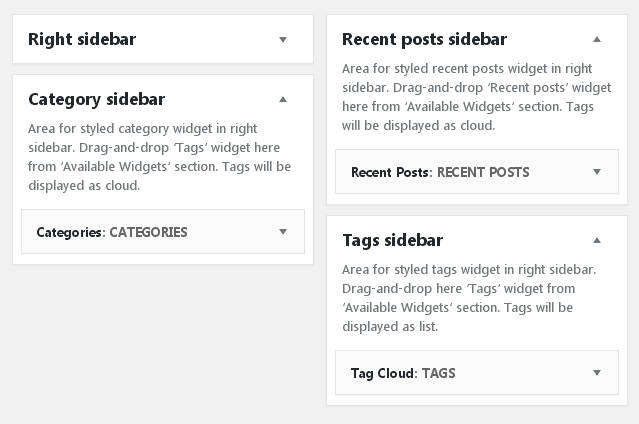 Right sidebar
Category sidebar
Area for styled category widget in right
sidebar. Drag-and-drop ‘Tags’ widget here
from ‘Available Widgets’ section. Tags will be
displayed as cloud.
Categories: CATEGORIES
Recent posts sidebar
Area for styled recent posts widget in right
sidebar. Drag-and-drop ‘Recent posts’ widget
here from ‘Available Widgets’ section. Tags
will be displayed as cloud.
Recent Posts: RECENT POSTS
Tags sidebar
Area for styled tags widget in right sidebar.
Drag-and-drop here ‘Tags’ widget from
‘Available Widgets’ section. Tags will be
displayed as list.
Tag Cloud: TAGS